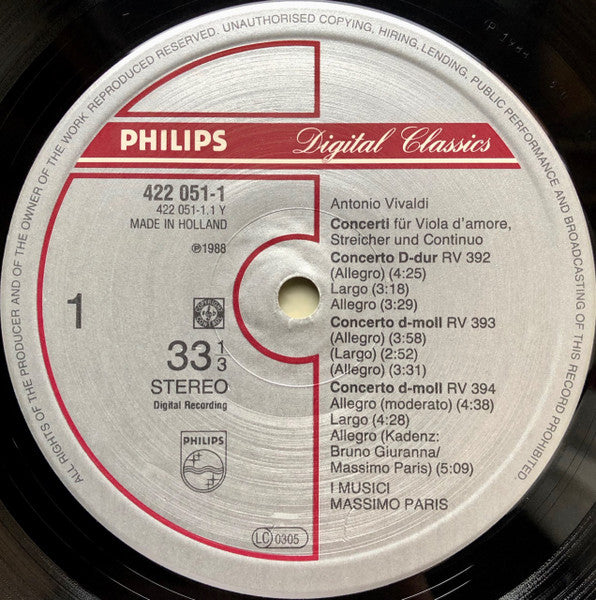 ALL RIGHTS OF THE PRODUCER AND OF THE OWNER OF THE WORK REPRODUCED RESERVED. UNAUTHORISED COPYING, HIRING, LENDING, PUBLIC PERFORMANCE AND BROADCASTING OF THIS RECORD PROHIBITED.
PHILIPS Digital Classics
422 051-1
422 051-1.1 Y
MADE IN HOLLAND
℗1988
1
33 1/3
STEREO
Digital Recording
PHILIPS
Antonio Vivaldi
Concerti für Viola d'amore,
Streicher und Continuo
Concerto D-dur RV 392
(Allegro) (4:25)
Largo (3:18)
Allegro (3:29)
Concerto d-moll RV 393
(Allegro) (3:58)
(Largo) (2:52)
(Allegro) (3:31)
Concerto d-moll RV 394
Allegro (moderato) (4:38)
Largo (4:28)
Allegro (Kadenz:
Bruno Giuranna/
Massimo Paris) (5:09)
I MUSICI
MASSIMO PARIS
LC 0305